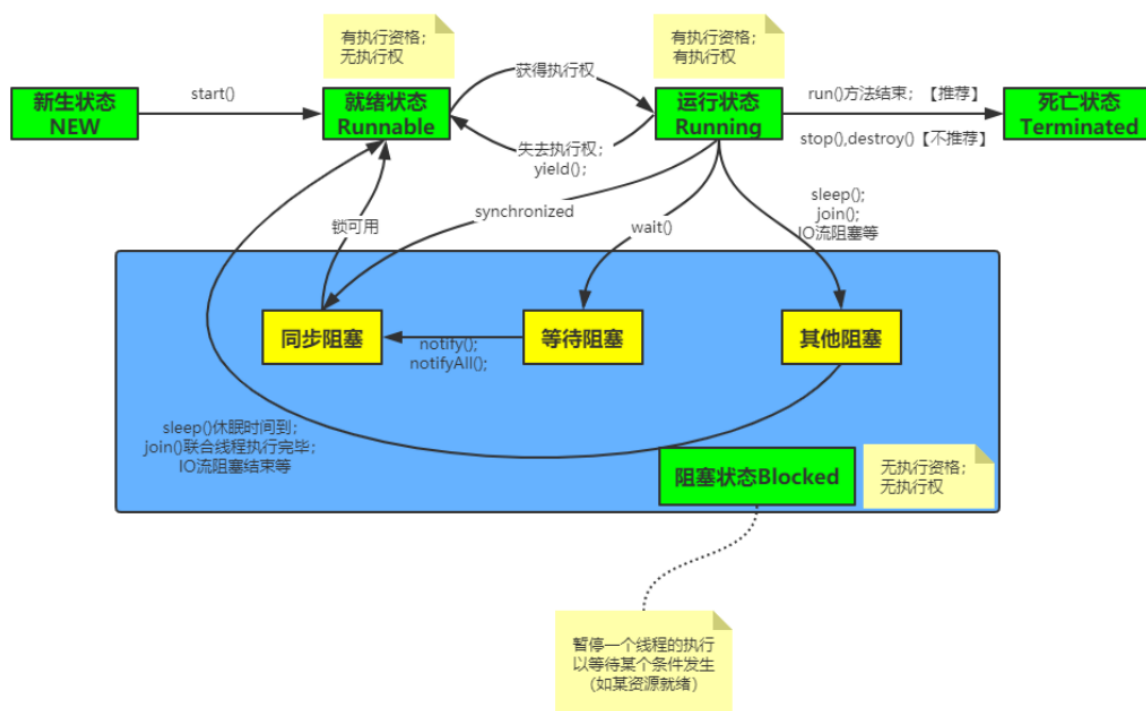 有执行资格；
无执行权
有执行资格；
有执行权
新生状态
NEW
start()
就绪状态
Runnable
获得执行权
失去执行权；
yield();
运行状态
Running
run()方法结束；【推荐】
stop(),destroy()【不推荐】
死亡状态
Terminated
锁可用
synchronized
wait()
sleep();
join();
IO流阻塞等
同步阻塞
notify();
notifyAll();
等待阻塞
其他阻塞
sleep()休眠时间到；
join()联合线程执行完毕；
IO流阻塞结束等
阻塞状态Blocked
无执行资格；
无执行权
暂停一个线程的执行
以等待某个条件发生
（如某资源就绪）